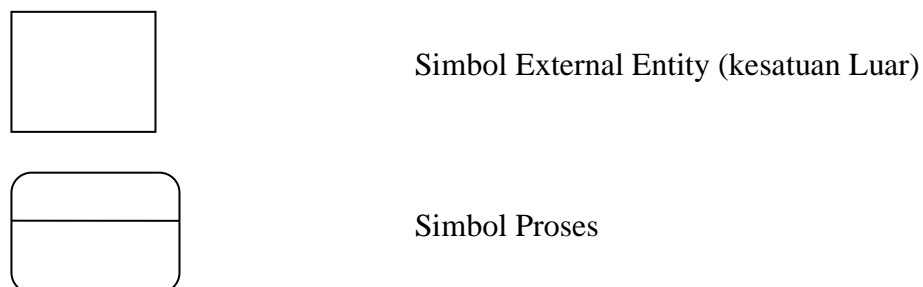 Simbol External Entity (kesatuan Luar)
Simbol Proses